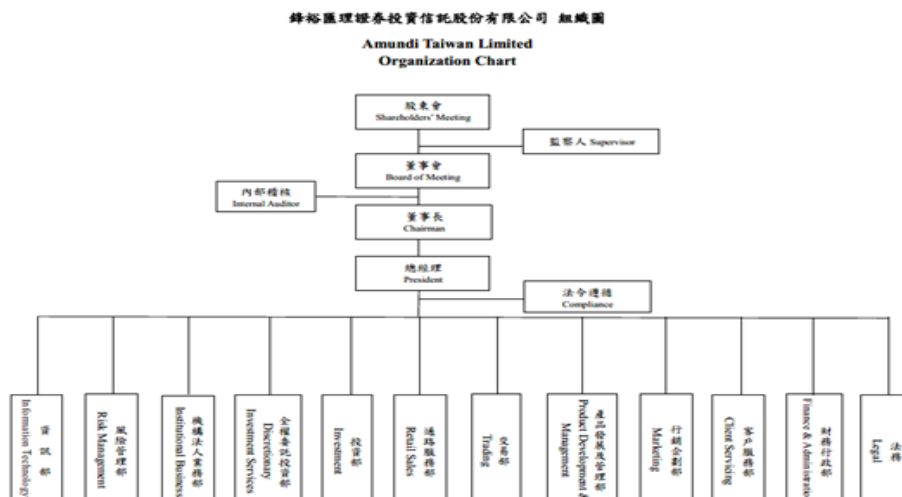 鋒裕匯理證券投資信託股份有限公司 組織圖
Amundi Taiwan Limited
Organization Chart
股東會
Shareholders' Meeting
監察人 Supervisor
董事會
Board of Meeting
內部稽核
Internal Auditor
董事長
Chairman
總經理
President
法令遵循
Compliance
資訊部
Information Technology
風險管理部
Risk Management
機構法人業務部
Institutional Business
全權委託投資部
Discretionary
Investment Services
投資部
Investment
通路服務部
Retail Sales
交易部
Trading
產品發展及管理部
Product Development &
Management
行銷企劃部
Marketing
客戶服務部
Client Servicing
財務行政部
Finance & Administration
法務
Legal